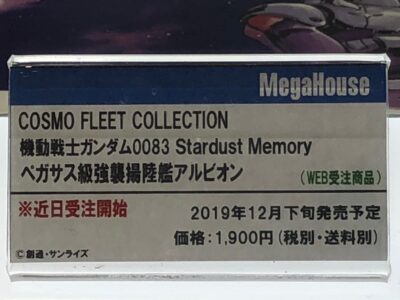 MegaHouse
COSMO FLEET COLLECTION
機動戦士ガンダム0083 Stardust Memory
ペガサス級強襲揚陸艦アルビオン
(WEB受注商品)
※近日受注開始
2019年12月下旬発売予定
価格:1,900円(税別・送料別)
©創通・サンライズ